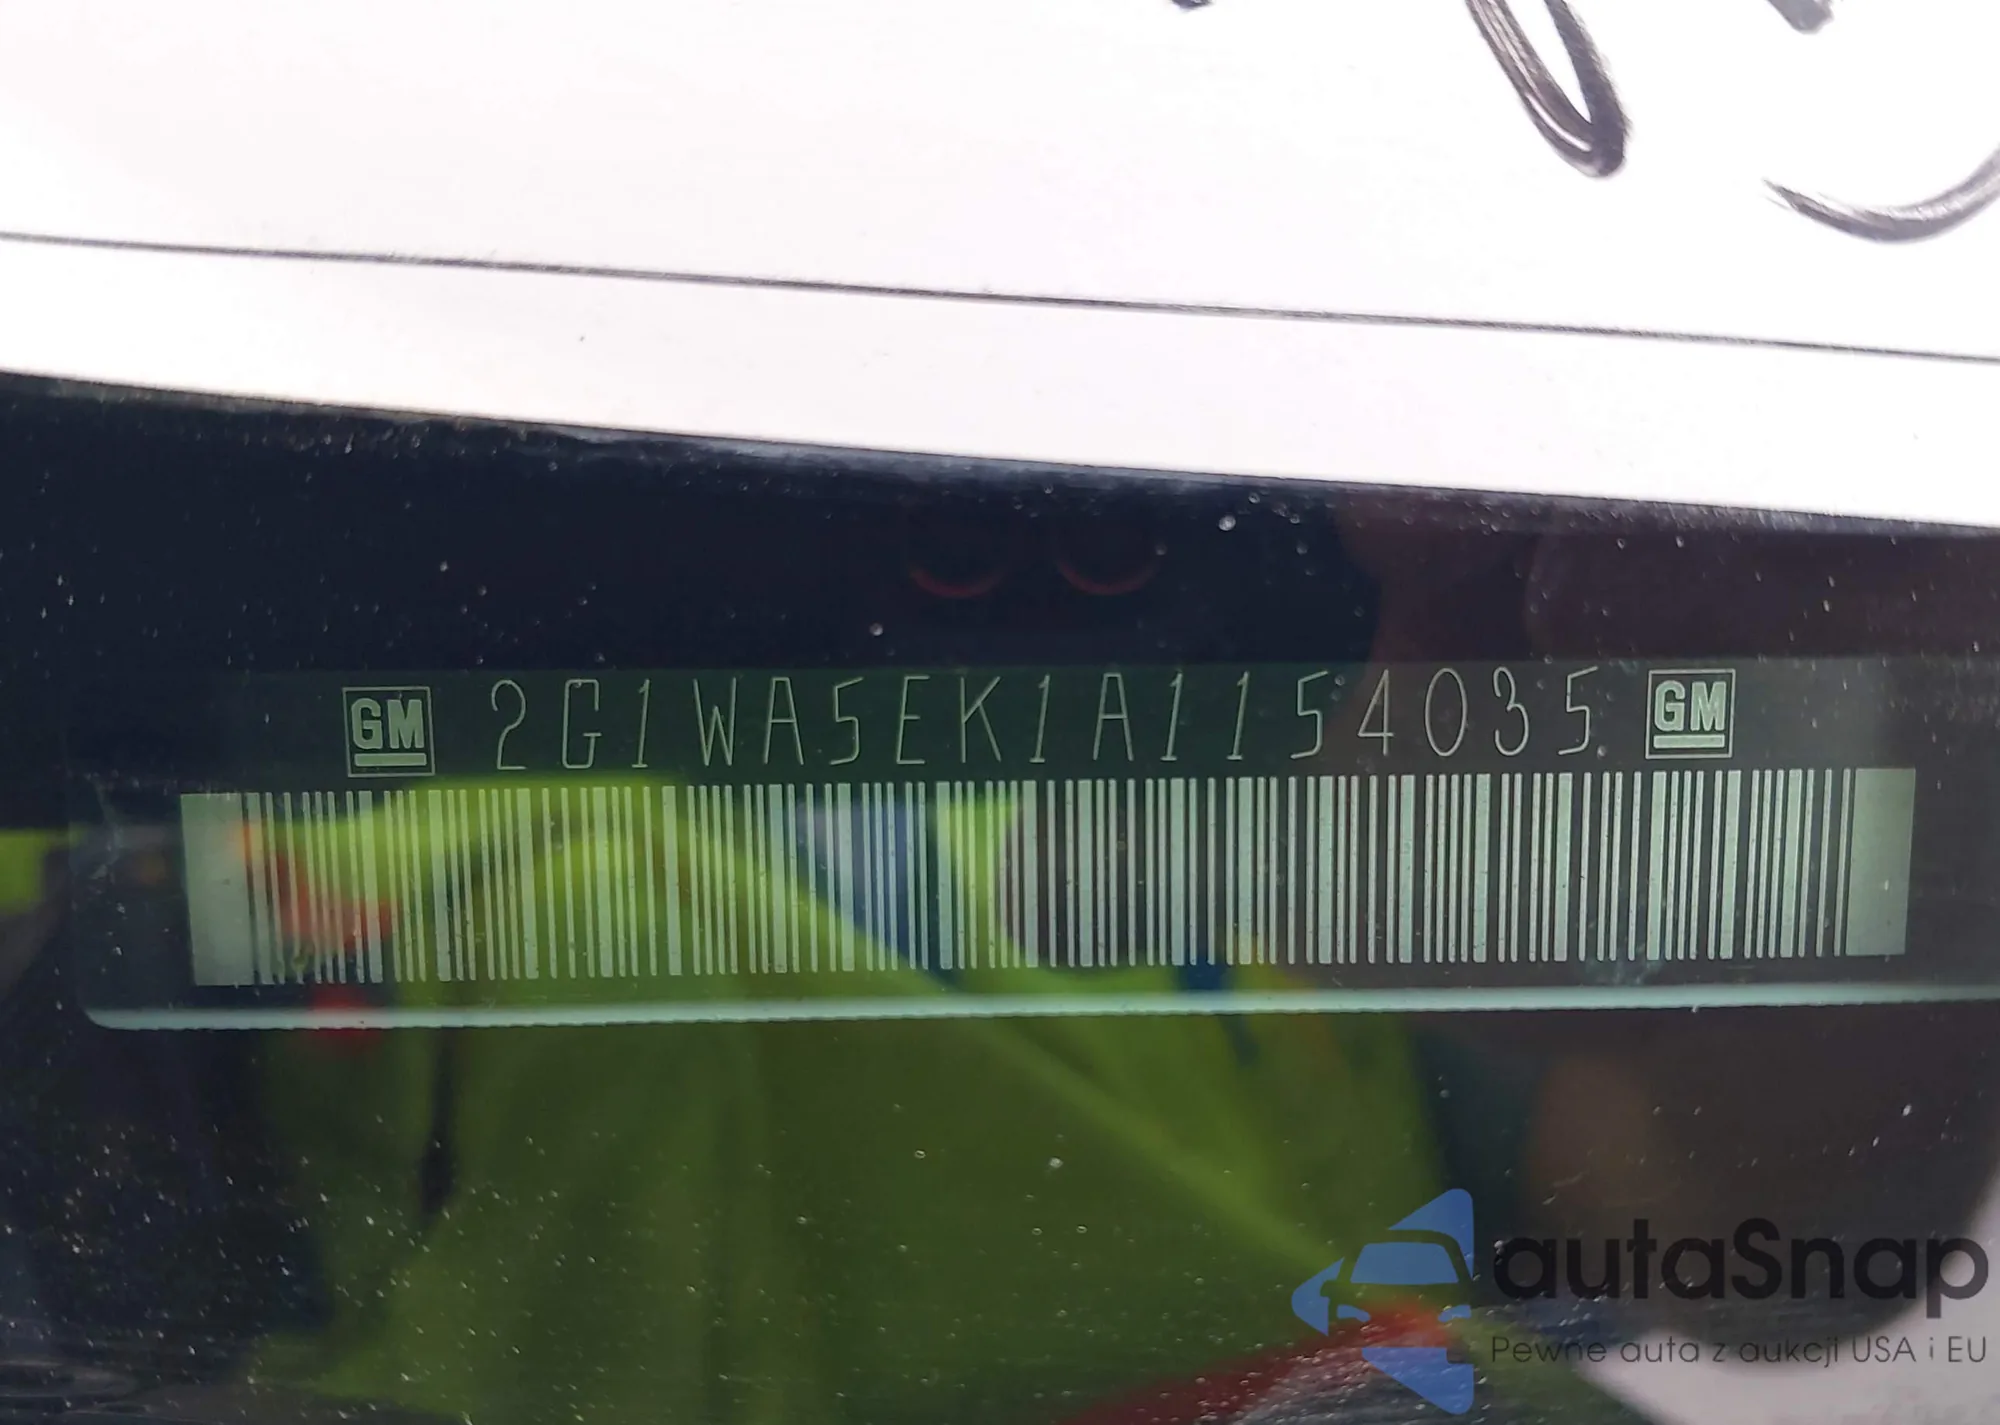 GM 2G1WA5EK1A1154035 GM
autaSnap
Pewne auta z aukcji USA i EU